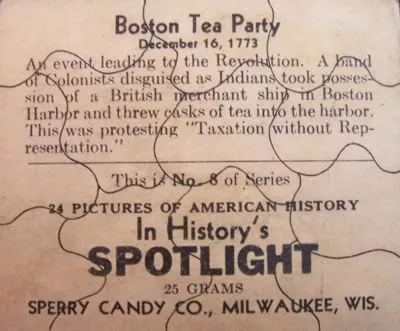 Boston Tea Party
December 16, 1773
An event leading to the Revolution. A band
of Colonists disguised as Indians took posses-
sion of a British merchant ship in Boston
Harbor and threw casks of tea into the harbor.
This was protesting "Taxation without Rep-
resentation."
This is No. 8 of Series
24 PICTURES OF AMERICAN HISTORY
In History's
SPOTLIGHT
25 GRAMS
SPERRY CANDY CO., MILWAUKEE, WIS.